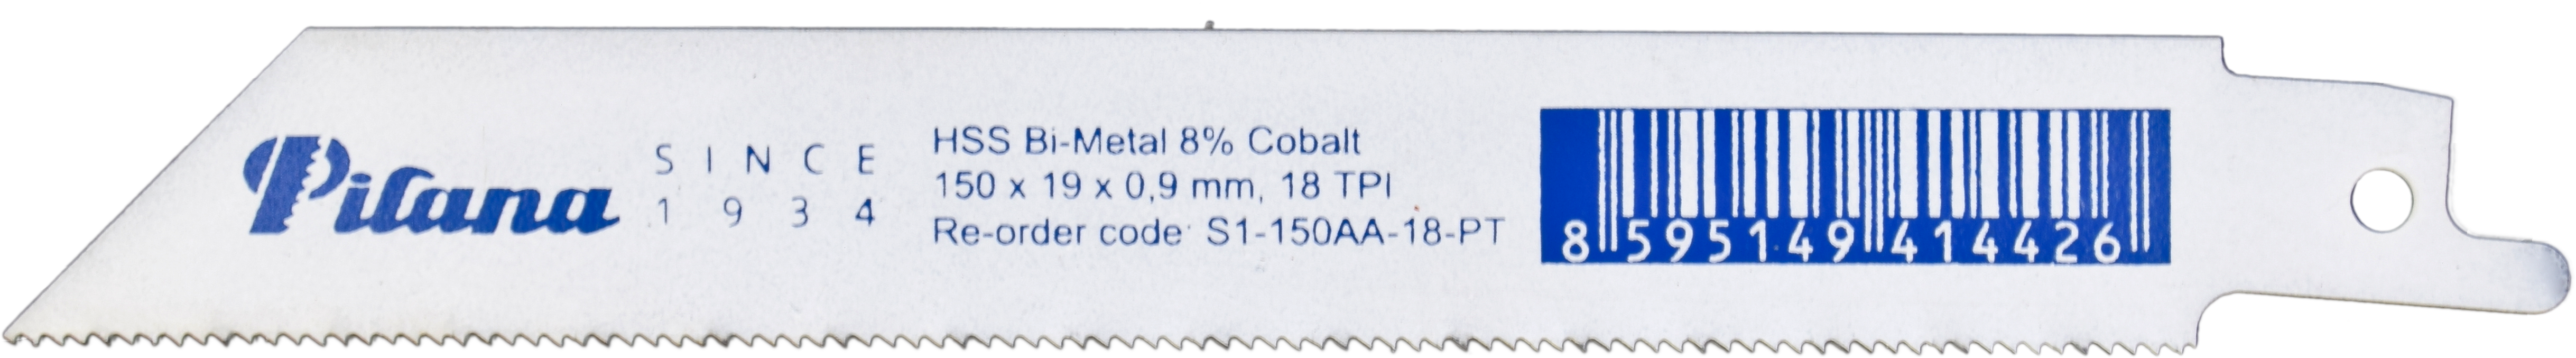 Pilana
SINCE
1934
HSS Bi-Metal 8% Cobalt
150 x 19 x 0,9 mm, 18 TPI
Re-order code: S1-150AA-18-PT
8 595149 414426